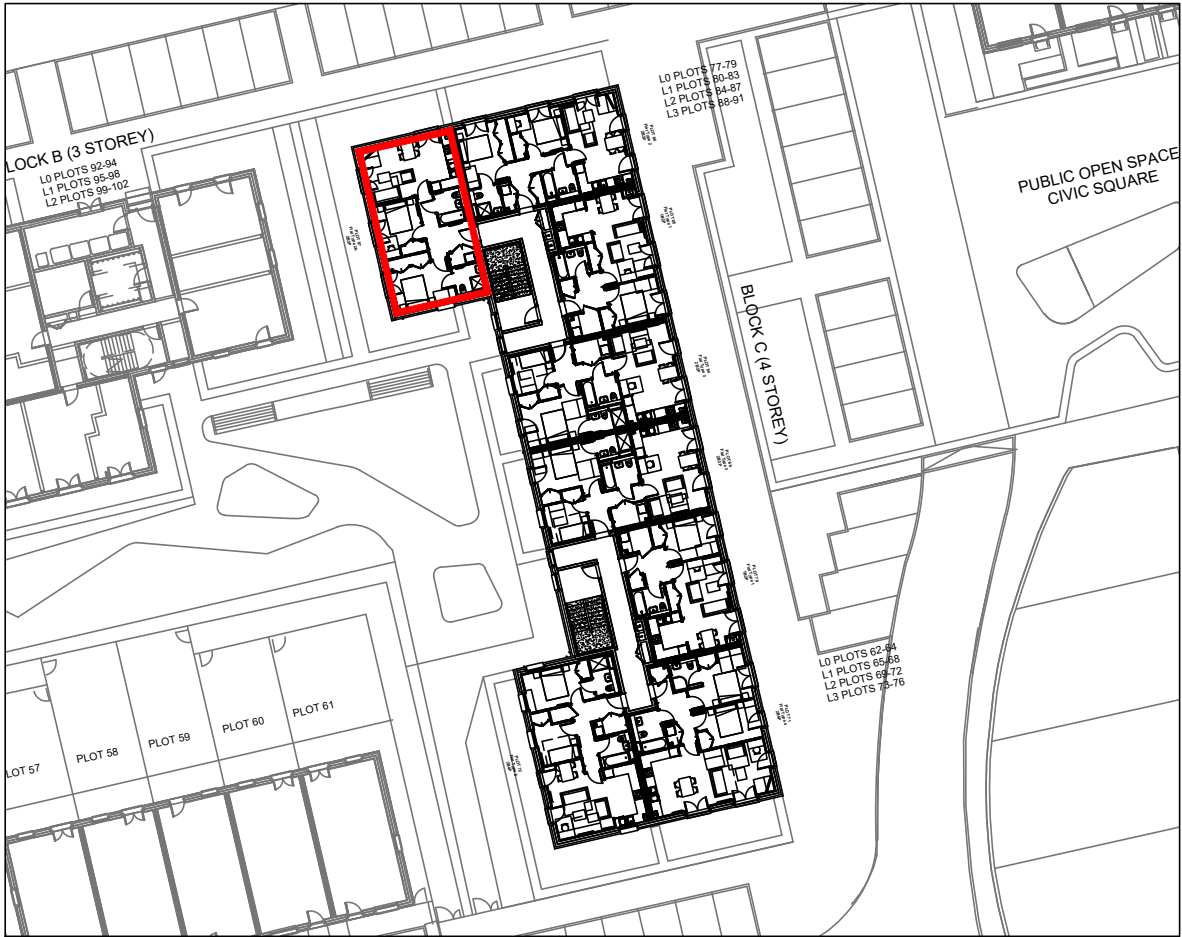 LOCK B (3 STOREY)
L0 PLOTS 92-94
L1 PLOTS 95-98
L2 PLOTS 99-102
L0 PLOTS 77-79
L1 PLOTS 80-83
L2 PLOTS 84-87
L3 PLOTS 88-91
PUBLIC OPEN SPACE
CIVIC SQUARE
BLOCK C (4 STOREY)
L0 PLOTS 62-64
L1 PLOTS 65-68
L2 PLOTS 69-72
L3 PLOTS 73-76
LOT 57
PLOT 58
PLOT 59
PLOT 60
PLOT 61